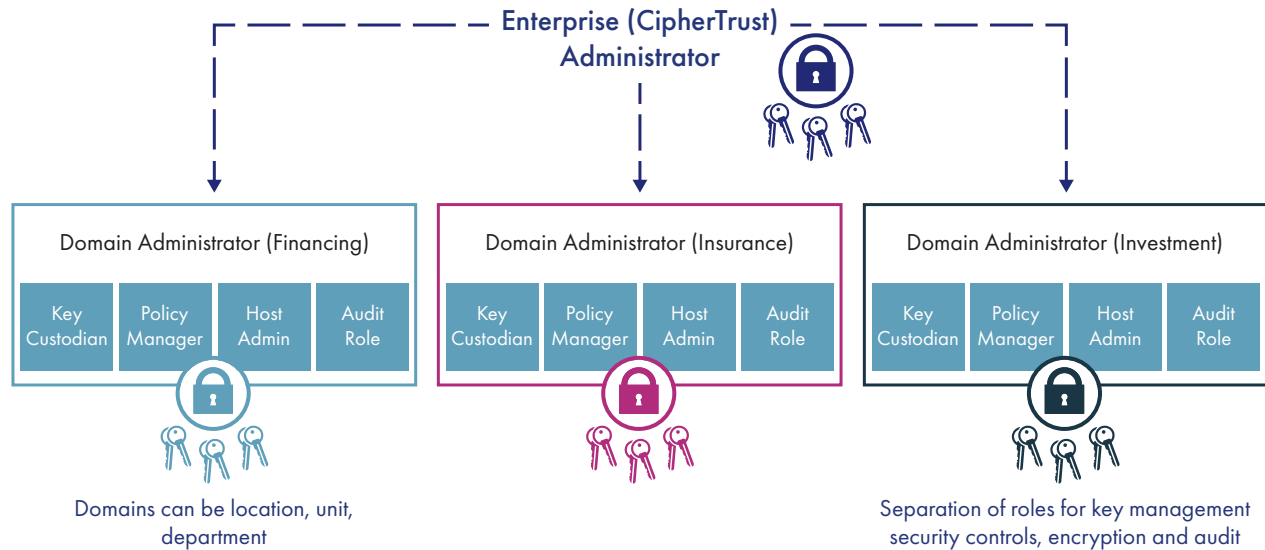 Enterprise (CipherTrust)
Administrator
Domain Administrator (Financing)
Key
Custodian
Policy
Manager
Host
Admin
Audit
Role
Domain Administrator (Insurance)
Key
Custodian
Policy
Manager
Host
Admin
Audit
Role
Domain Administrator (Investment)
Key
Custodian
Policy
Manager
Host
Admin
Audit
Role
Domains can be location, unit,
department
Separation of roles for key management
security controls, encryption and audit